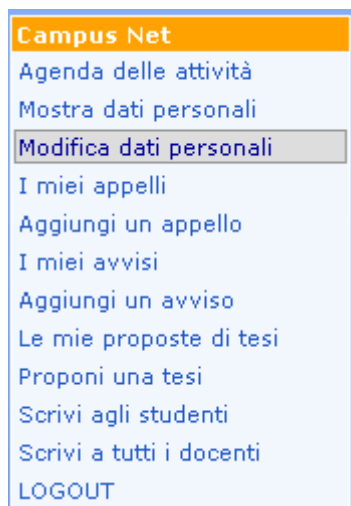 Campus Net
Agenda delle attività
Mostra dati personali
Modifica dati personali
I miei appelli
Aggiungi un appello
I miei avvisi
Aggiungi un avviso
Le mie proposte di tesi
Proponi una tesi
Scrivi agli studenti
Scrivi a tutti i docenti
LOGOUT